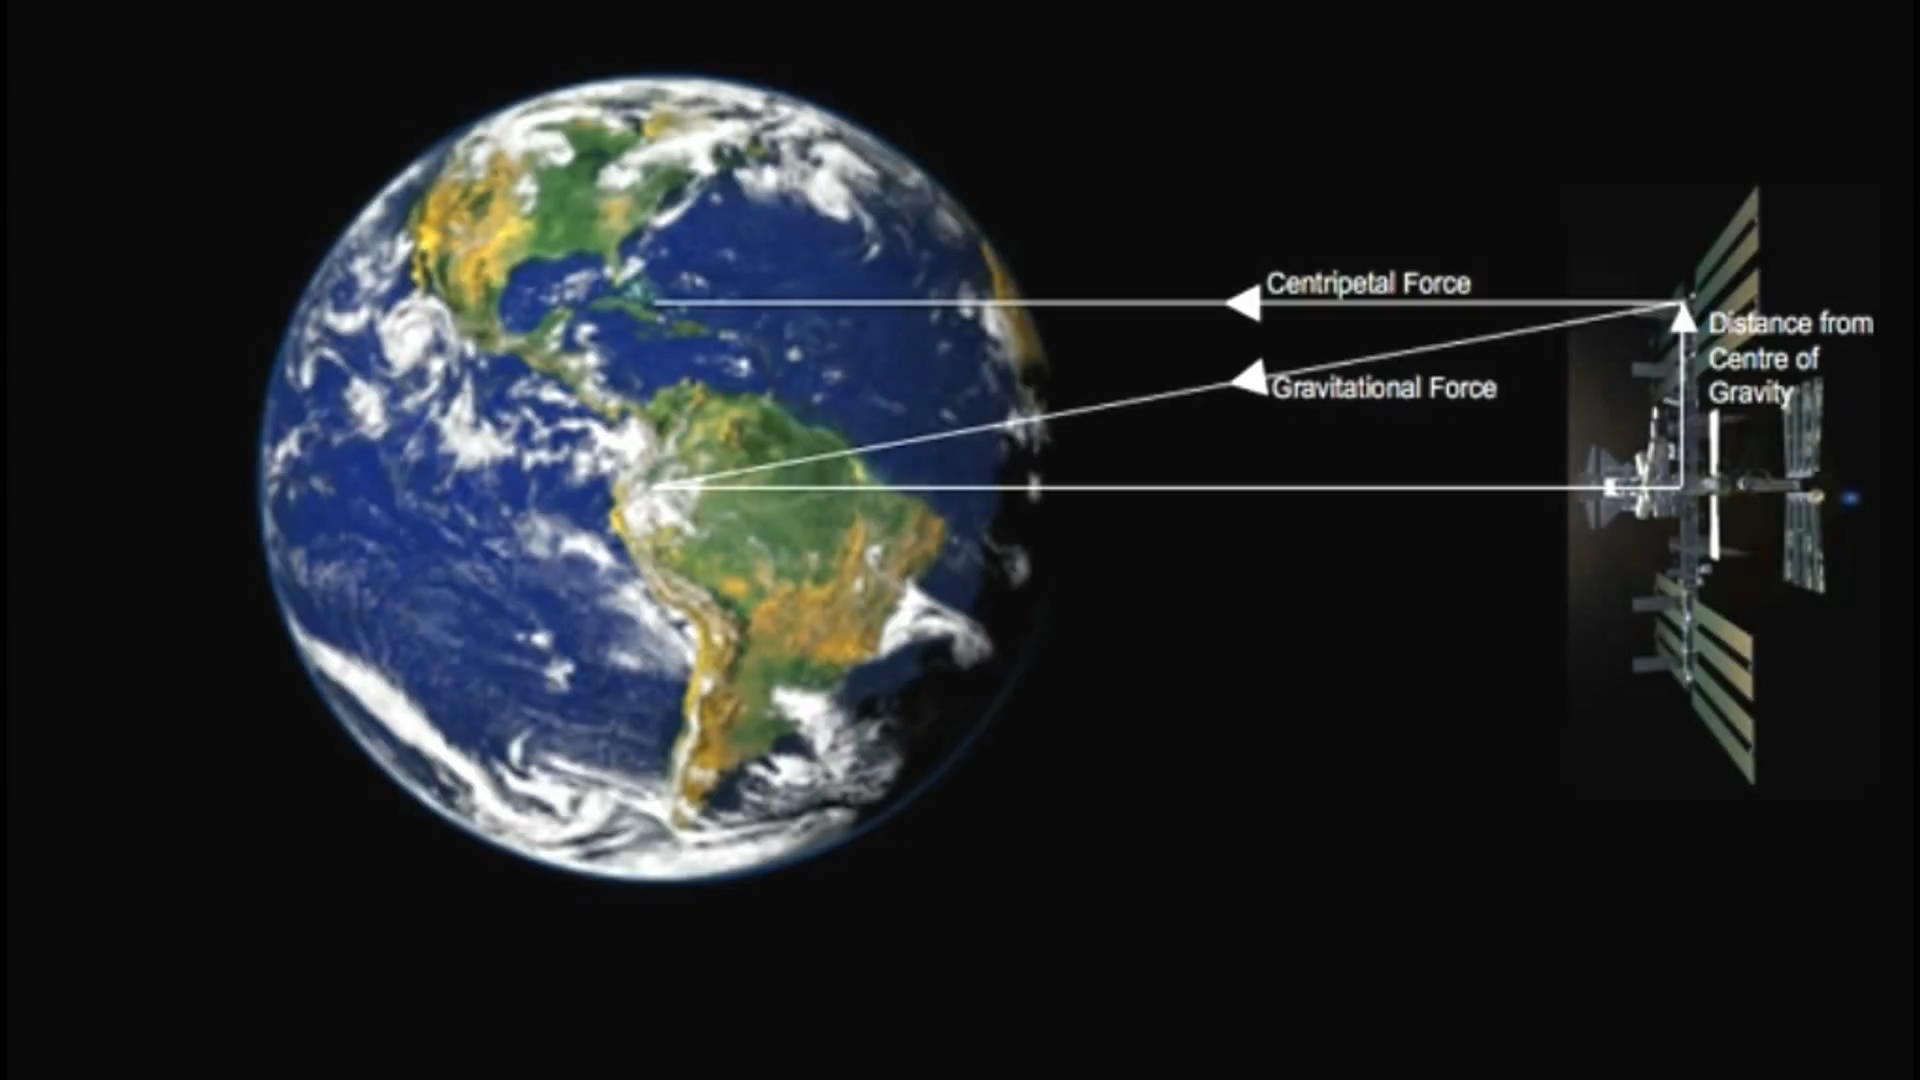 Centripetal Force
Distance from
Centre of
Gravity
Gravitational Force